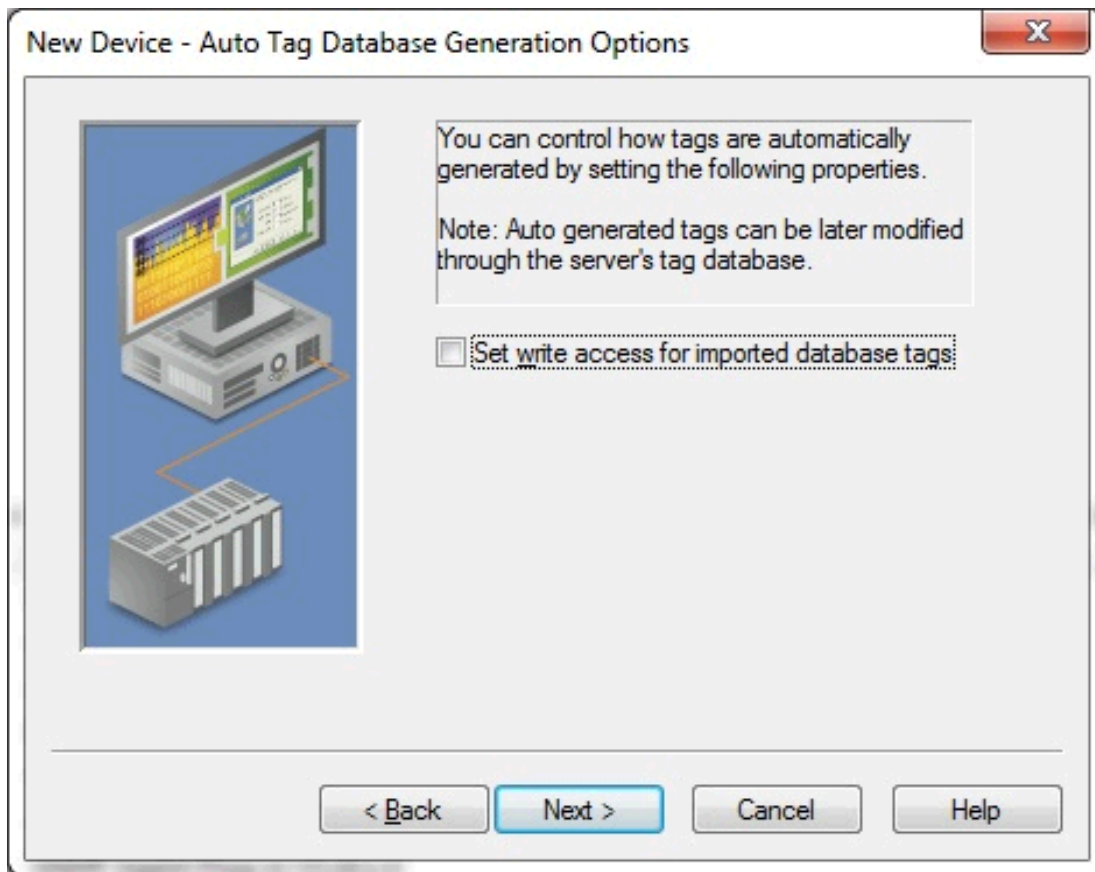 New Device - Auto Tag Database Generation Options
You can control how tags are automatically
generated by setting the following properties.
Note: Auto generated tags can be later modified
through the server's tag database.
Set write access for imported database tags
< Back
Next >
Cancel
Help